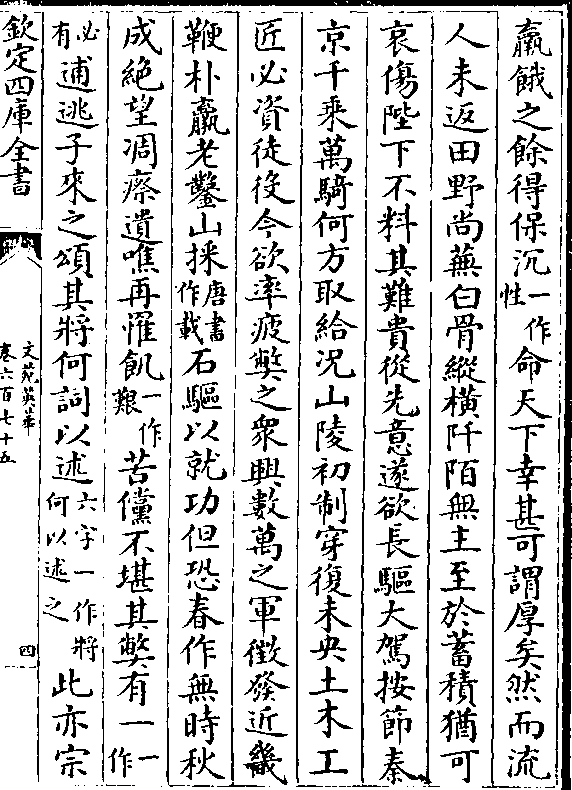 羸餓之餘得保沉一作性命天下幸甚可謂厚矣然而流
人未返田野尚蕪白骨縱横阡陌無主至於蓄積猶可
哀傷陛下不料其難貴從先意遂欲長驅大駕按節秦
京千乗萬騎何方取給况山陵初制穿復未央土木工
匠必資徒役今欲率疲弊之衆興數萬之軍徵發近畿
鞭朴羸老鑿山採唐書作載石驅以就功但恐春作無時秋
成絶望凋瘵遺噍再罹飢一作艱苦儻不堪其弊有一一作
必有逋逃子來之頌其將何詞以述六字一作將何以述之此亦宗
欽定四庫全書
文苑英華
卷六百七十五
四